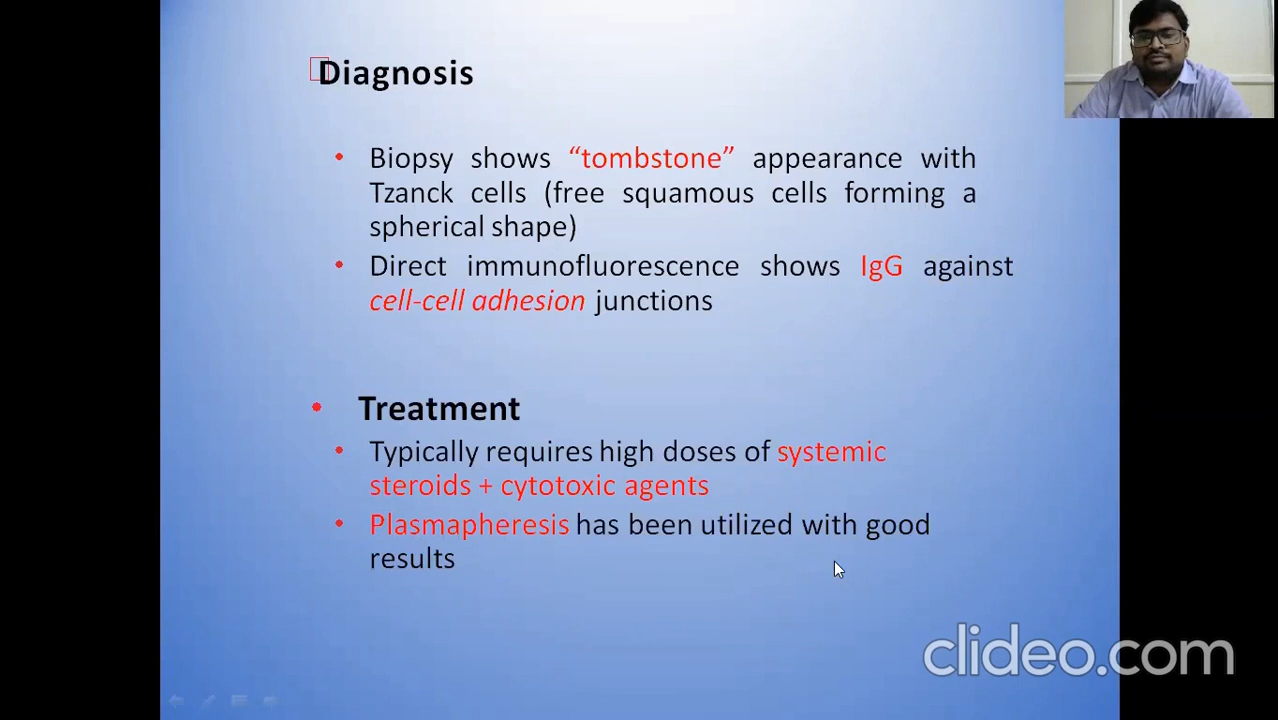 Diagnosis
• Biopsy shows “tombstone” appearance with
Tzanck cells (free squamous cells forming a
spherical shape)
• Direct immunofluorescence shows IgG against
cell-cell adhesion junctions
• Treatment
• Typically requires high doses of systemic
steroids + cytotoxic agents
• Plasmapheresis has been utilized with good
results
clideo.com